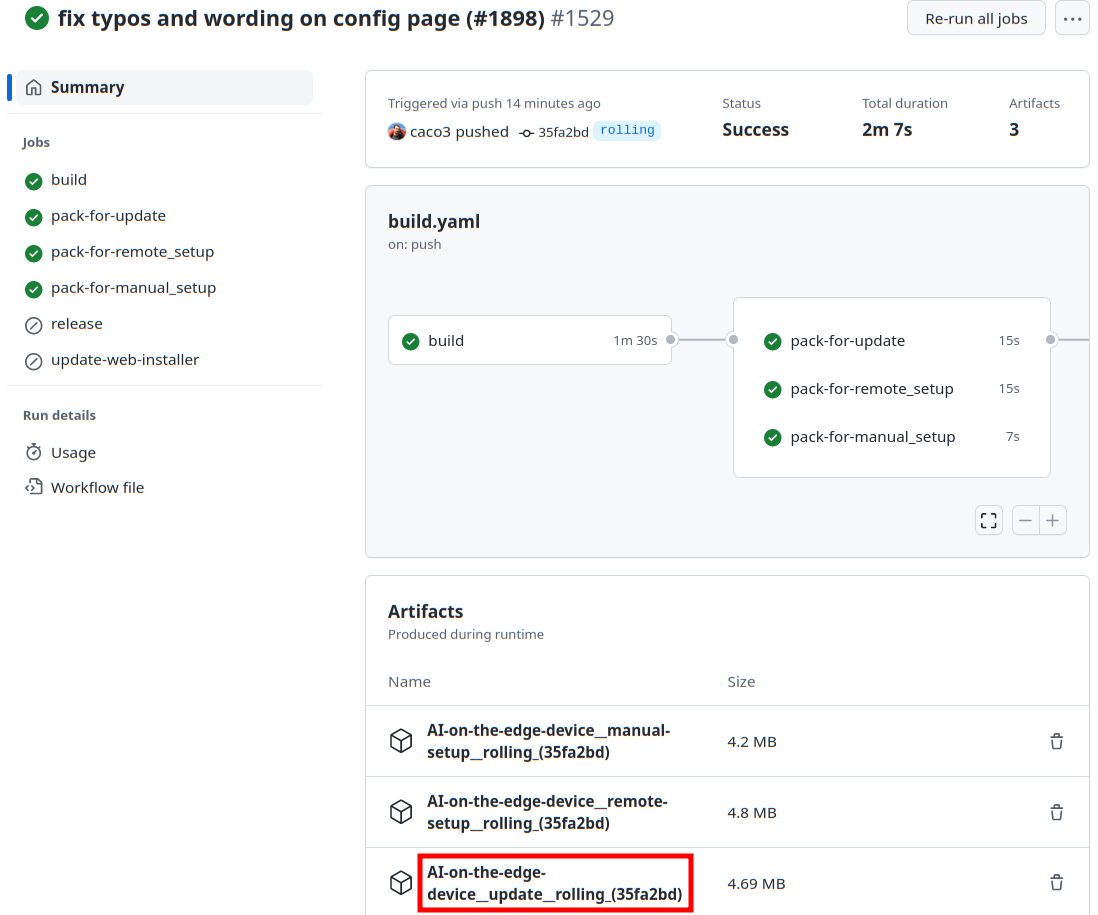 fix typos and wording on config page (#1898) #1529
Re-run all jobs
Summary
Jobs
build
pack-for-update
pack-for-remote_setup
pack-for-manual_setup
release
update-web-installer
Run details
Usage
Workflow file
Triggered via push 14 minutes ago
caco3 pushed 35fa2bd rolling
Status
Success
Total duration
2m 7s
Artifacts
3
build.yaml
on: push
build 1m 30s
pack-for-update 15s
pack-for-remote_setup 15s
pack-for-manual_setup 7s
Artifacts
Produced during runtime
Name Size
AI-on-the-edge-device__manual-
setup__rolling_(35fa2bd)
4.2 MB
AI-on-the-edge-device__remote-
setup__rolling_(35fa2bd)
4.8 MB
AI-on-the-edge-
device__update__rolling_(35fa2bd)
4.69 MB